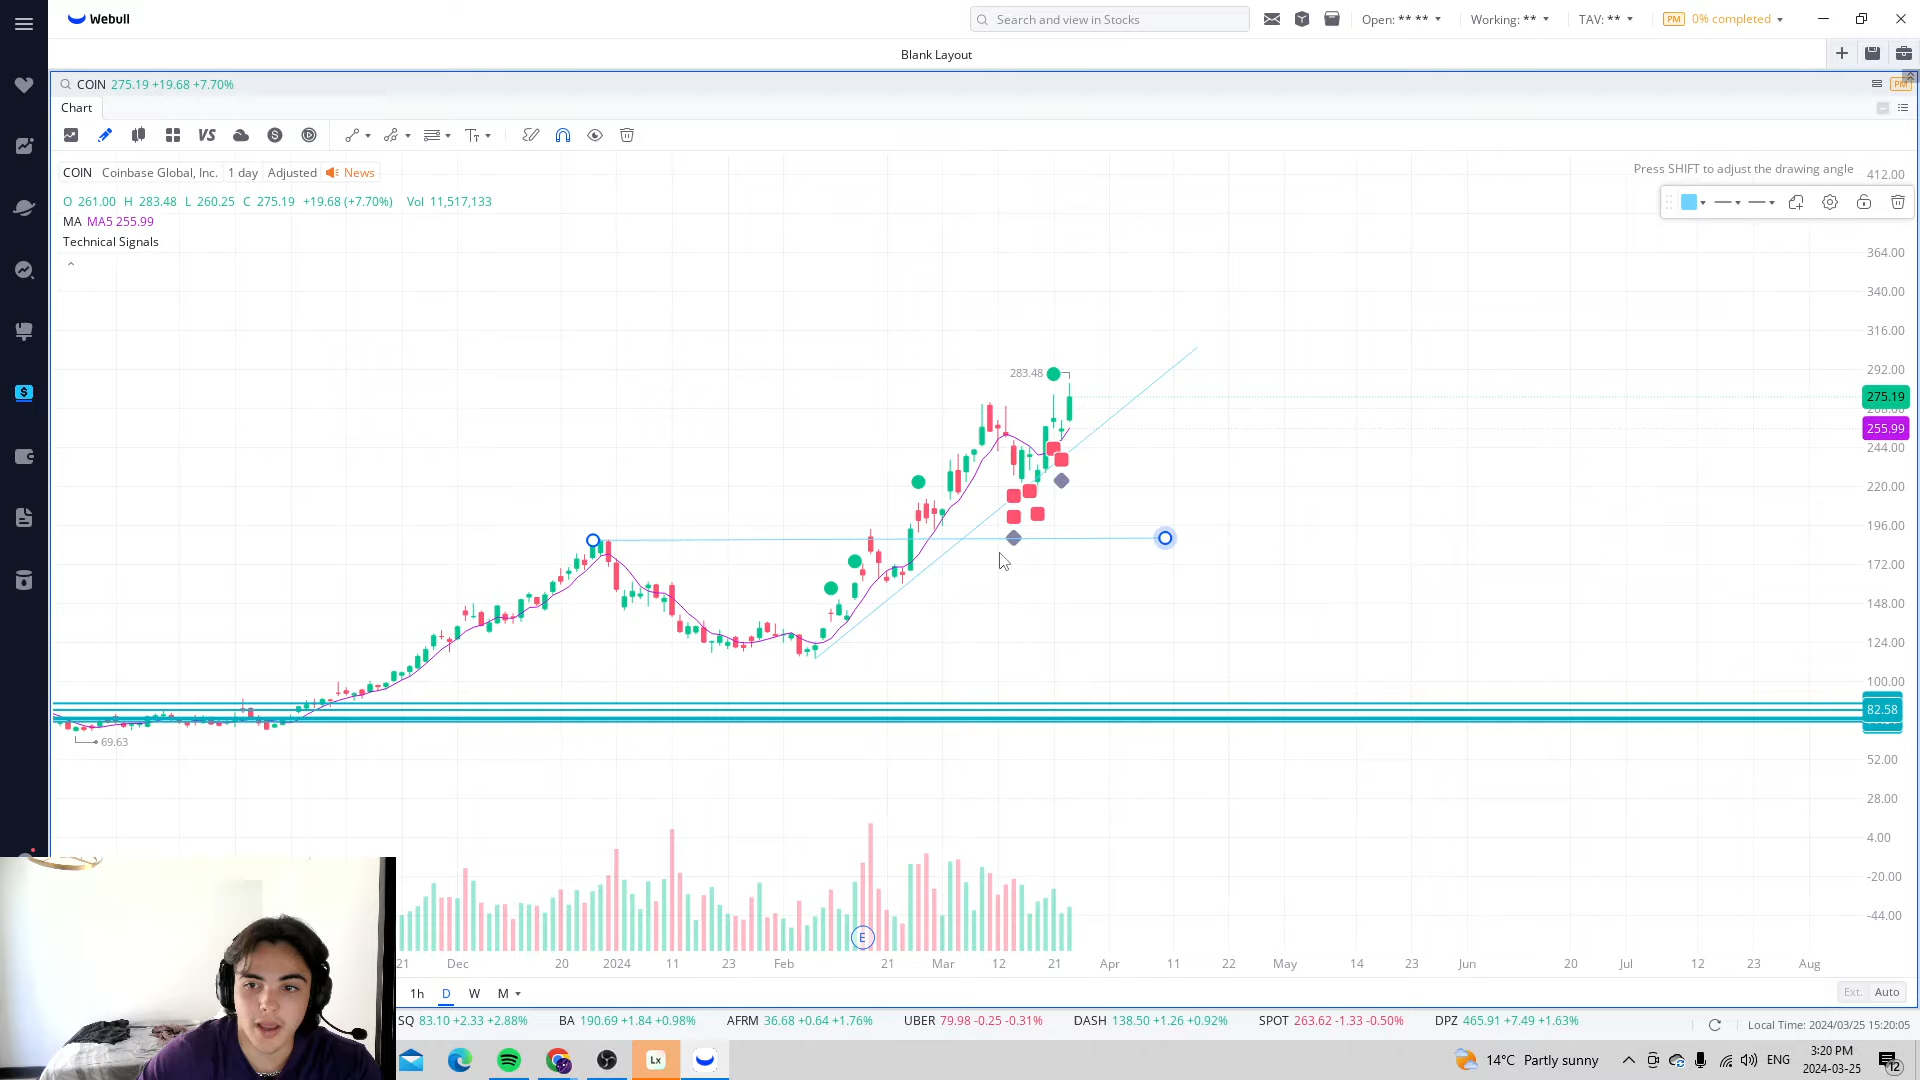 Webull
Search and view in Stocks
Open: ** **
Working: **
TAV: **
PM 0% completed
Blank Layout
COIN 275.19 +19.68 +7.70%
Chart
VS
COIN Coinbase Global, Inc. 1 day Adjusted News
Press SHIFT to adjust the drawing angle
O 261.00 H 283.48 L 260.25 C 275.19 +19.68 (+7.70%) Vol 11,517,133
MA MA5 255.99
Technical Signals
412.00
364.00
340.00
316.00
292.00
283.48
275.19
255.99
244.00
220.00
196.00
172.00
148.00
124.00
100.00
82.58
69.63
52.00
28.00
4.00
-20.00
-44.00
E
21 Dec 20 2024 11 23 Feb 21 Mar 12 21 Apr 11 22 May 14 23 Jun 20 Jul 12 23 Aug
1h D W M
Ext. Auto
SQ 83.10 +2.33 +2.88% BA 190.69 +1.84 +0.98% AFRM 36.68 +0.64 +1.76% UBER 79.98 -0.25 -0.31% DASH 138.50 +1.26 +0.92% SPOT 263.62 -1.33 -0.50% DPZ 465.91 +7.49 +1.63%
Local Time: 2024/03/25 15:20:05
Lx
14°C Partly sunny
ENG
3:20 PM
2024-03-25
12